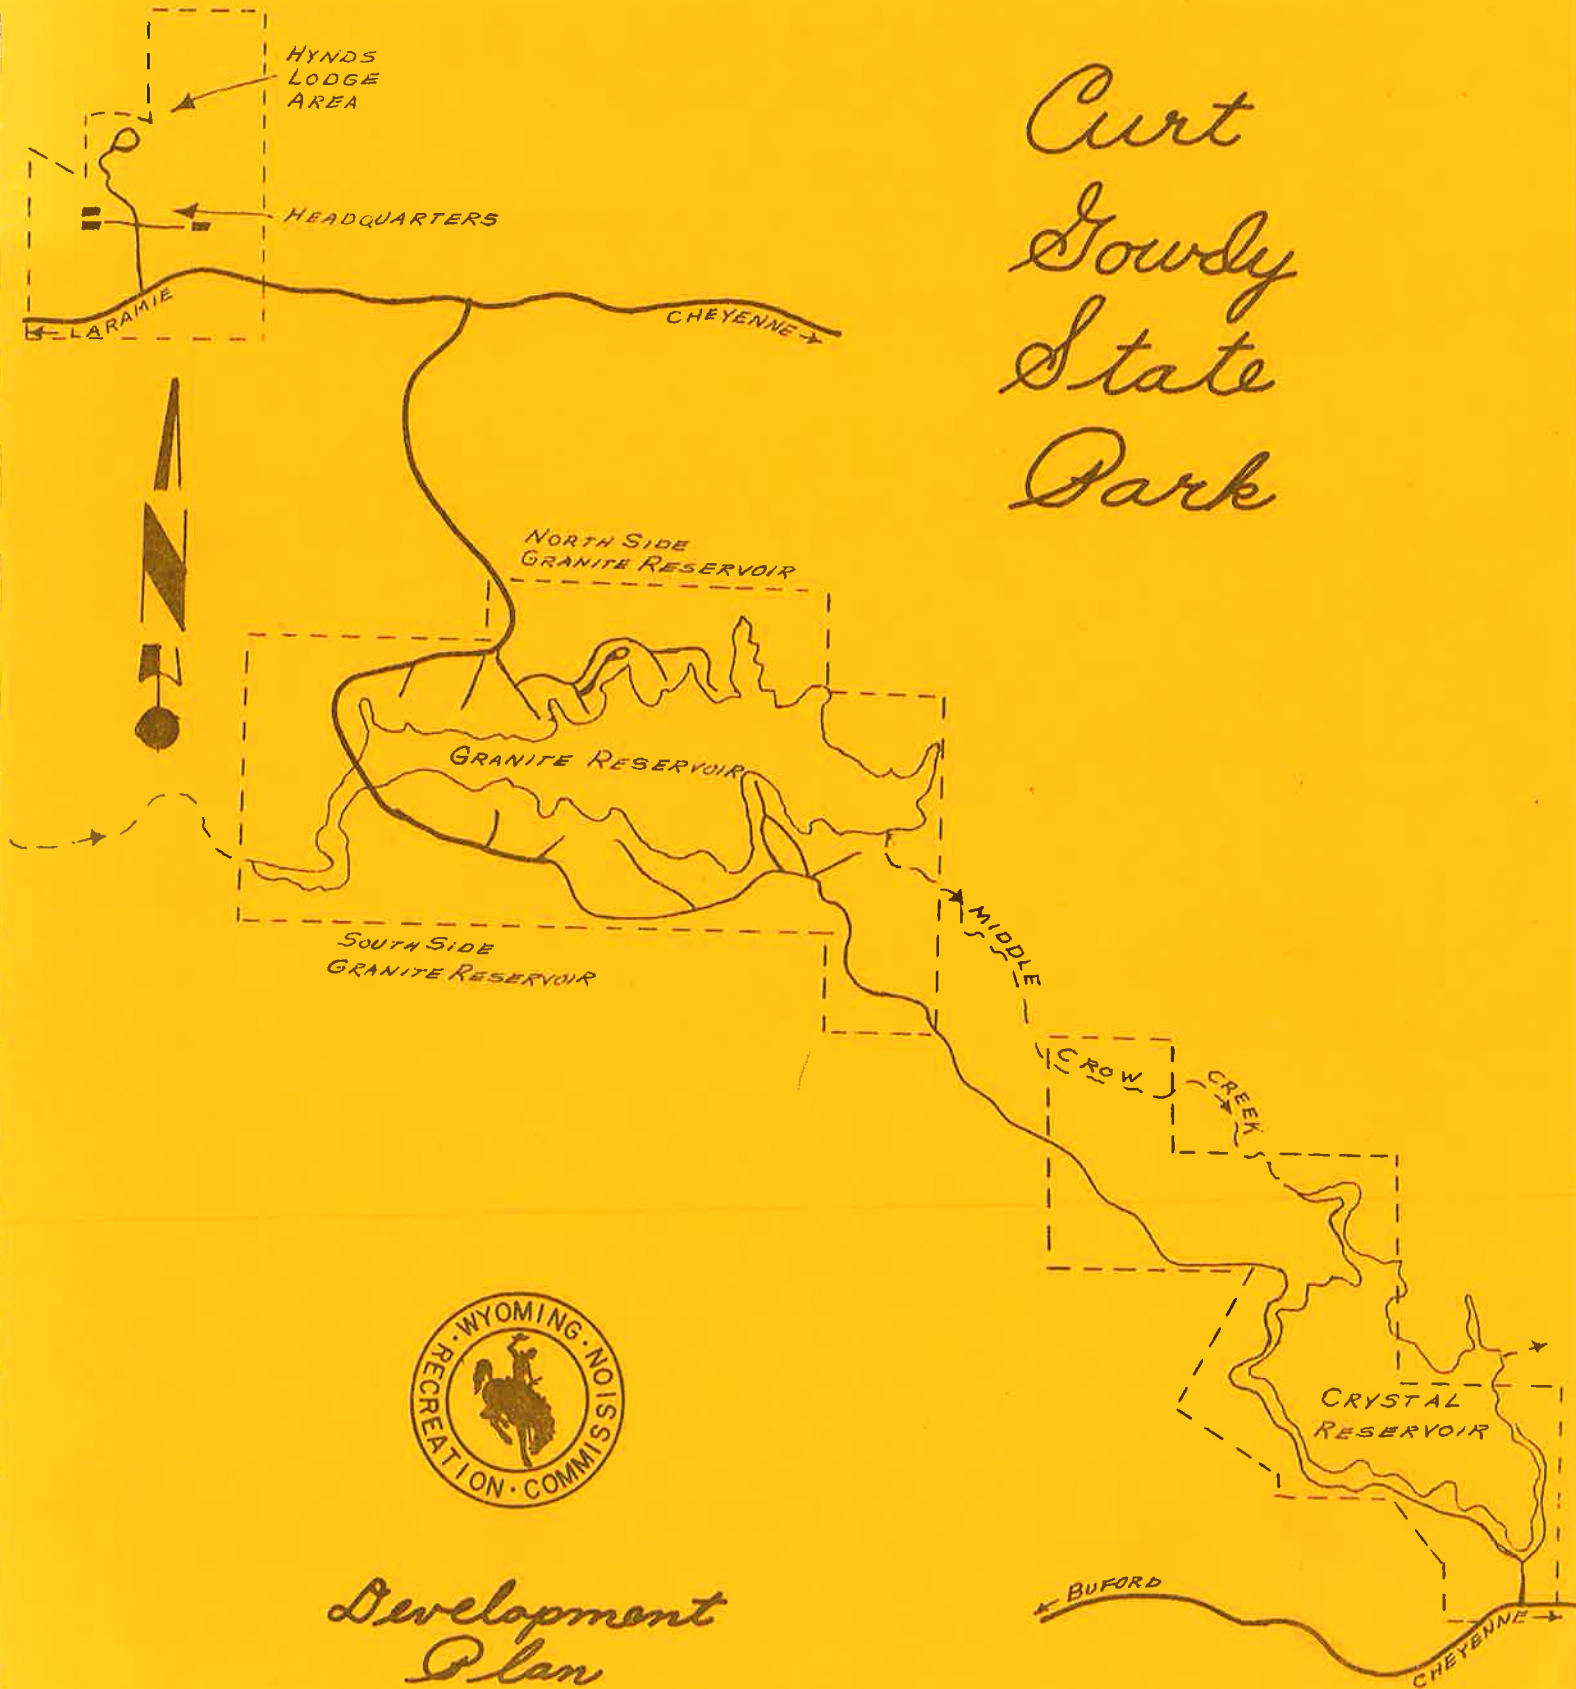 Curt
Gowdy
State
Park
HYNDS
LODGE
AREA
HEADQUARTERS
LARAMIE
CHEYENNE
N
NORTH SIDE
GRANITE RESERVOIR
GRANITE RESERVOIR
SOUTH SIDE
GRANITE RESERVOIR
MIDDLE
CROW
CREEK
CRYSTAL
RESERVOIR
WYOMING · RECREATION · COMMISSION
BUFORD
CHEYENNE
Development
Plan